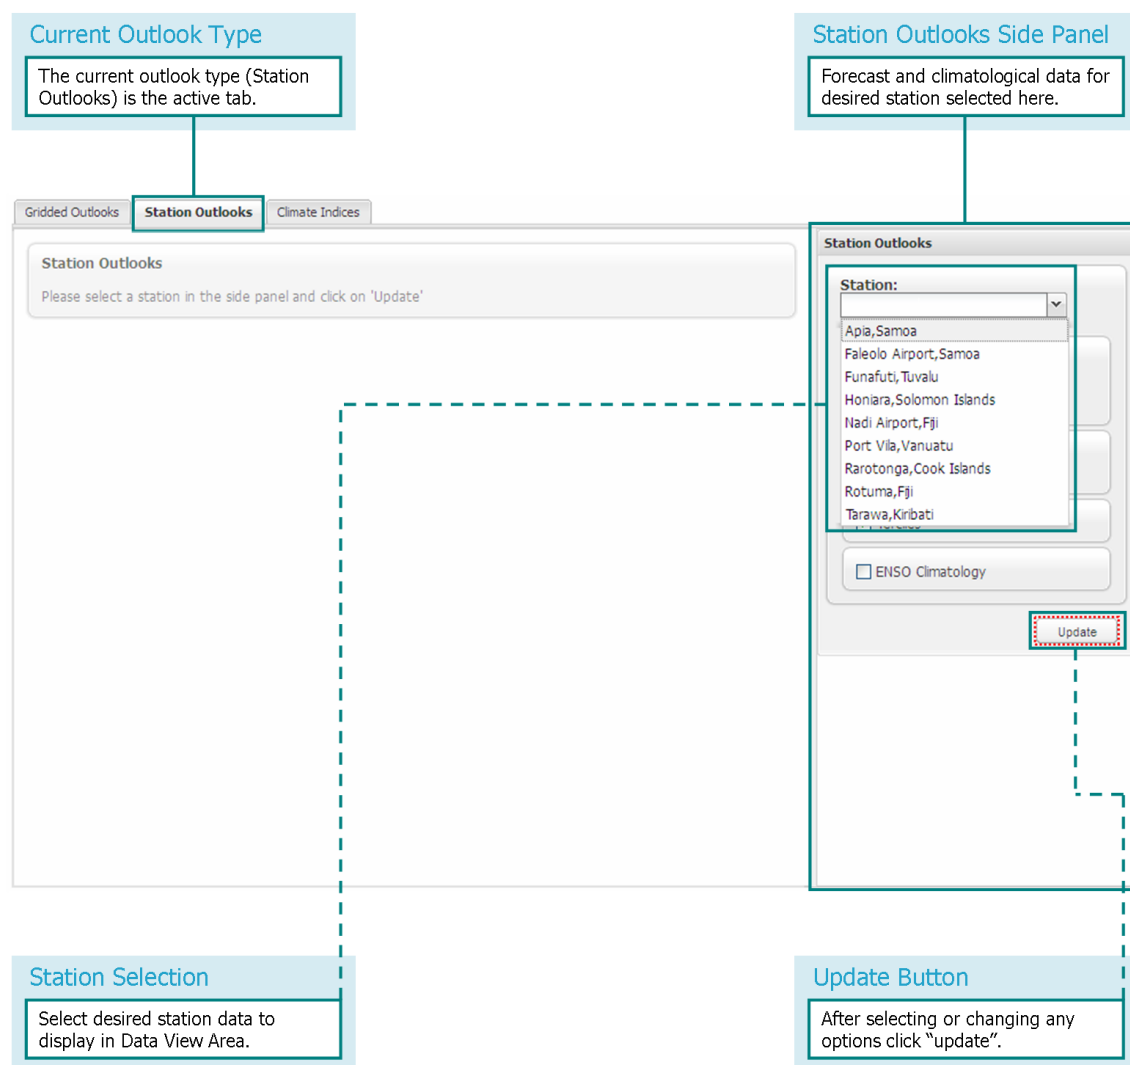 Current Outlook Type
The current outlook type (Station
Outlooks) is the active tab.
Station Outlooks Side Panel
Forecast and climatological data for
desired station selected here.
Gridded Outlooks
Station Outlooks
Climate Indices
Station Outlooks
Please select a station in the side panel and click on 'Update'
Station Outlooks
Station:
Apia,Samoa
Faleolo Airport,Samoa
Funafuti,Tuvalu
Honiara,Solomon Islands
Nadi Airport,Fiji
Port Vila,Vanuatu
Rarotonga,Cook Islands
Rotuma,Fiji
Tarawa,Kiribati
ENSO Climatology
Update
Station Selection
Select desired station data to
display in Data View Area.
Update Button
After selecting or changing any
options click “update”.